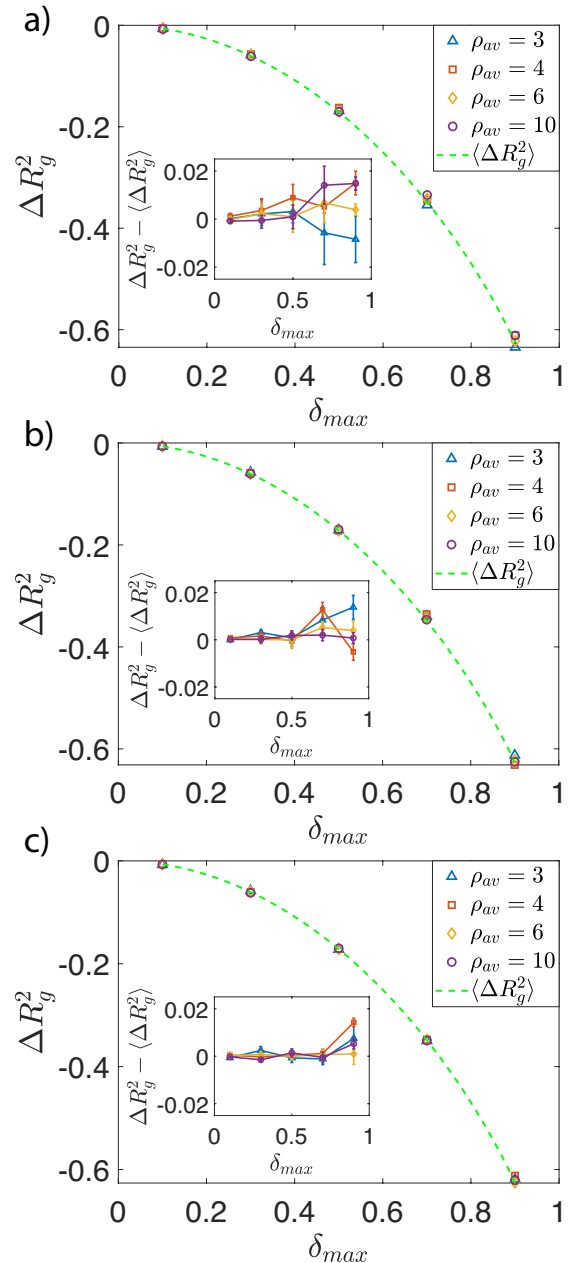 a)
0
-0.2
-0.4
-0.6
ΔR_g^2
ρ_av = 3
ρ_av = 4
ρ_av = 6
ρ_av = 10
⟨ΔR_g^2⟩
0.02
0
-0.02
ΔR_g^2 − ⟨ΔR_g^2⟩
0 0.5 1
δ_max
0 0.2 0.4 0.6 0.8 1
δ_max
b)
0
-0.2
-0.4
-0.6
ΔR_g^2
ρ_av = 3
ρ_av = 4
ρ_av = 6
ρ_av = 10
⟨ΔR_g^2⟩
0.02
0
-0.02
ΔR_g^2 − ⟨ΔR_g^2⟩
0 0.5 1
δ_max
0 0.2 0.4 0.6 0.8 1
δ_max
c)
0
-0.2
-0.4
-0.6
ΔR_g^2
ρ_av = 3
ρ_av = 4
ρ_av = 6
ρ_av = 10
⟨ΔR_g^2⟩
0.02
0
-0.02
ΔR_g^2 − ⟨ΔR_g^2⟩
0 0.5 1
δ_max
0 0.2 0.4 0.6 0.8 1
δ_max